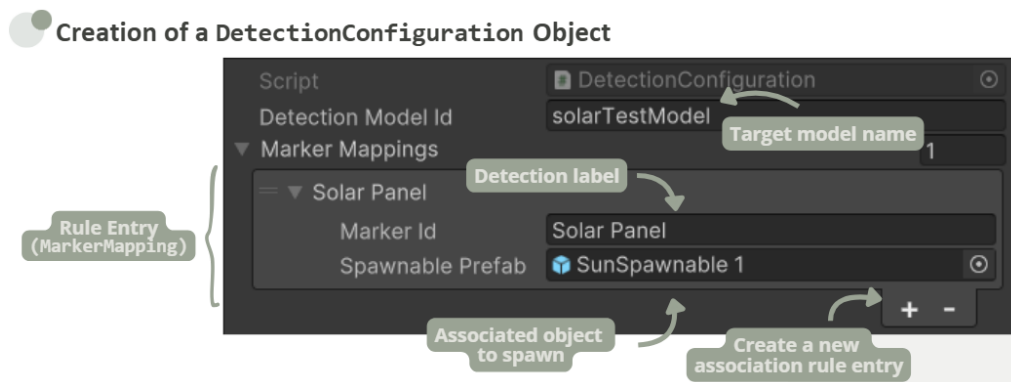 Creation of a DetectionConfiguration Object
Script
DetectionConfiguration
Detection Model Id
solarTestModel
Target model name
Marker Mappings
1
Detection label
Solar Panel
Rule Entry
(MarkerMapping)
Marker Id
Solar Panel
Spawnable Prefab
SunSpawnable 1
+ -
Associated object
to spawn
Create a new
association rule entry